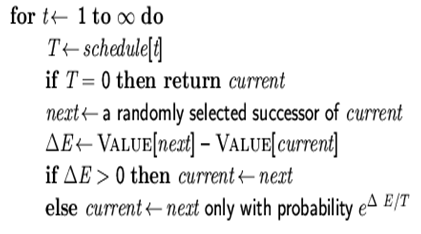 for t← 1 to ∞ do
T←schedule[t]
if T = 0 then return current
next←a randomly selected successor of current
ΔE←VALUE[next] – VALUE[current]
if ΔE > 0 then current←next
else current←next only with probability e^Δ E/T